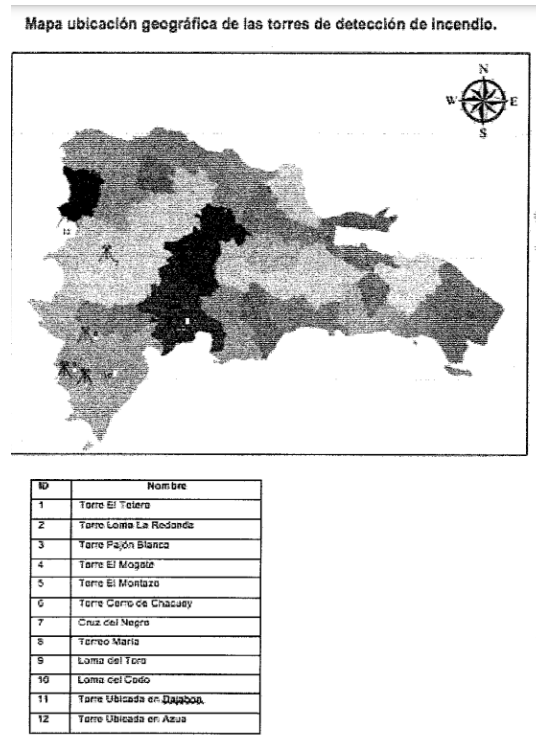 Mapa ubicación geográfica de las torres de detección de incendio.
N
W E
S
ID Nombre
1 Torre El Tetero
2 Torre Loma La Redonda
3 Torre Pajón Blanco
4 Torre El Mogote
5 Torre El Montazo
6 Torre Cerro de Chacuey
7 Cruz del Negro
8 Torreo María
9 Loma del Toro
10 Loma del Godo
11 Torre Ubicada en Dajabon
12 Torre Ubicada en Azua